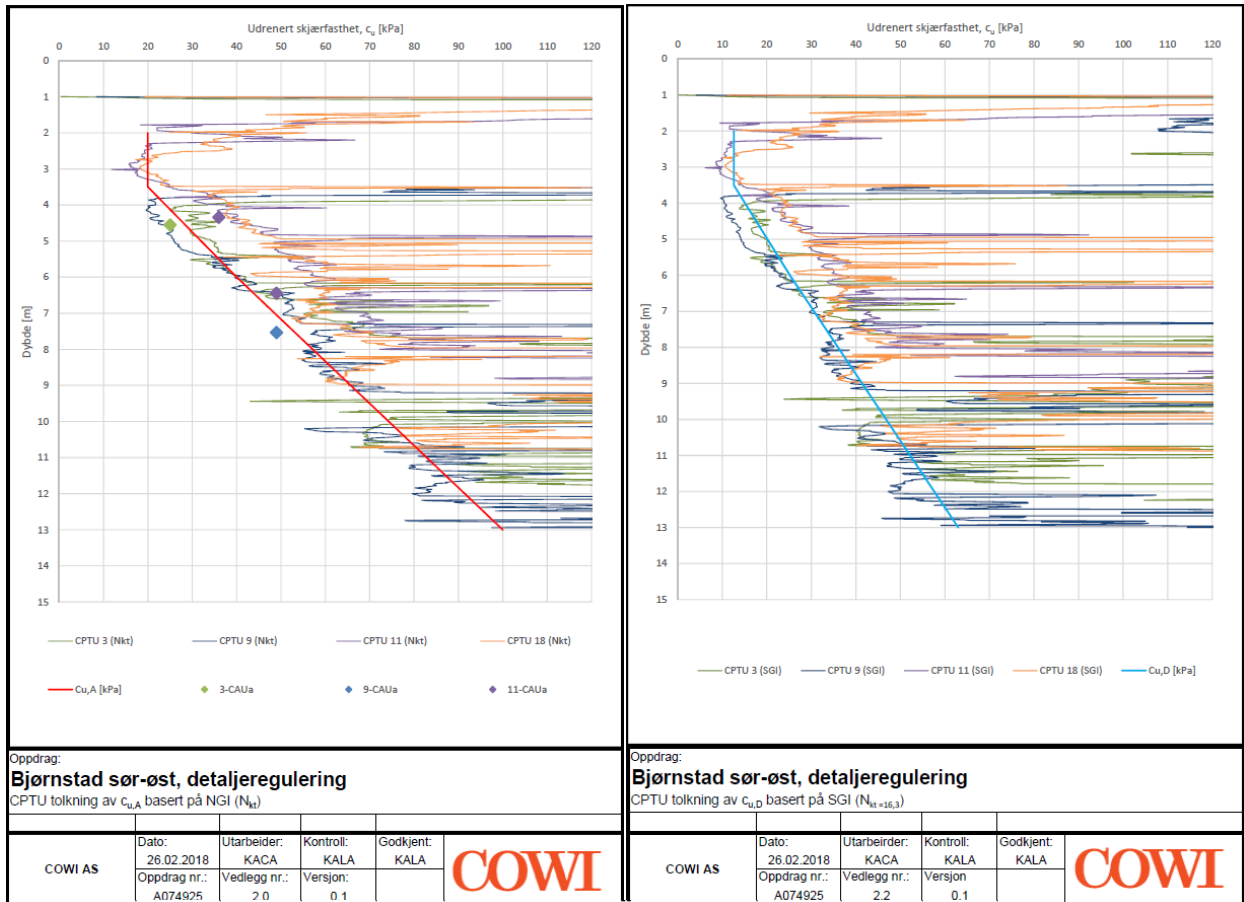 Udrenert skjærfasthet, cu [kPa]
0 10 20 30 40 50 60 70 80 90 100 110 120
0
1
2
3
4
5
6
7
8
9
10
11
12
13
14
15
Dybde [m]
CPTU 3 (Nkt) CPTU 9 (Nkt) CPTU 11 (Nkt) CPTU 18 (Nkt)
Cu,A [kPa] 3-CAUa 9-CAUa 11-CAUa
Oppdrag:
Bjørnstad sør-øst, detaljeregulering
CPTU tolkning av cu,A basert på NGI (Nkt)
COWI AS
Dato: Utarbeider: Kontroll: Godkjent:
26.02.2018 KACA KALA KALA
Oppdrag nr.: Vedlegg nr.: Versjon:
A074925 2.0 0.1
COWI
Udrenert skjærfasthet, cu [kPa]
0 10 20 30 40 50 60 70 80 90 100 110 120
0
1
2
3
4
5
6
7
8
9
10
11
12
13
14
15
Dybde [m]
CPTU 3 (SGI) CPTU 9 (SGI) CPTU 11 (SGI) CPTU 18 (SGI) Cu,D [kPa]
Oppdrag:
Bjørnstad sør-øst, detaljeregulering
CPTU tolkning av cu,D basert på SGI (Nkt =16,3)
COWI AS
Dato: Utarbeider: Kontroll: Godkjent:
26.02.2018 KACA KALA KALA
Oppdrag nr.: Vedlegg nr.: Versjon
A074925 2.2 0.1
COWI